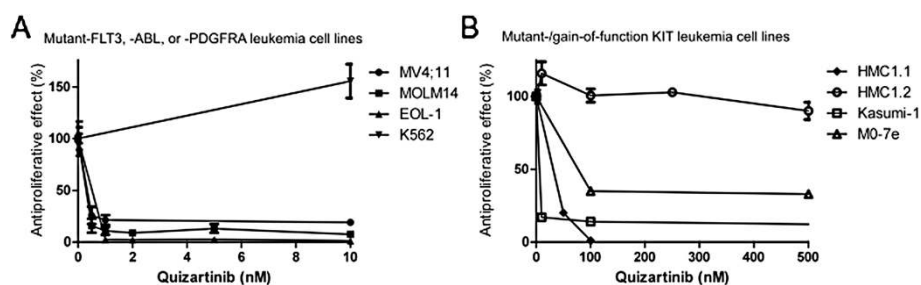 A
Mutant-FLT3, -ABL, or -PDGFRA leukemia cell lines
Antiproliferative effect (%)
150
100
50
0
0
2
4
6
8
10
Quizartinib (nM)
MV4;11
MOLM14
EOL-1
K562
B
Mutant-/gain-of-function KIT leukemia cell lines
Antiproliferative effect (%)
100
50
0
0
100
200
300
400
500
Quizartinib (nM)
HMC1.1
HMC1.2
Kasumi-1
M0-7e